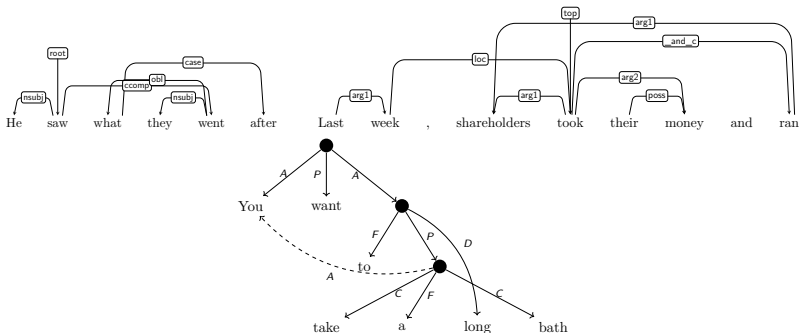 top
root
arg1
_and_c
case
loc
obl
ccomp
arg2
nsubj
nsubj
arg1
arg1
poss
He saw what they went after
Last week , shareholders took their money and ran
A P A
You want
F P D
to
A
C F C
take a long bath